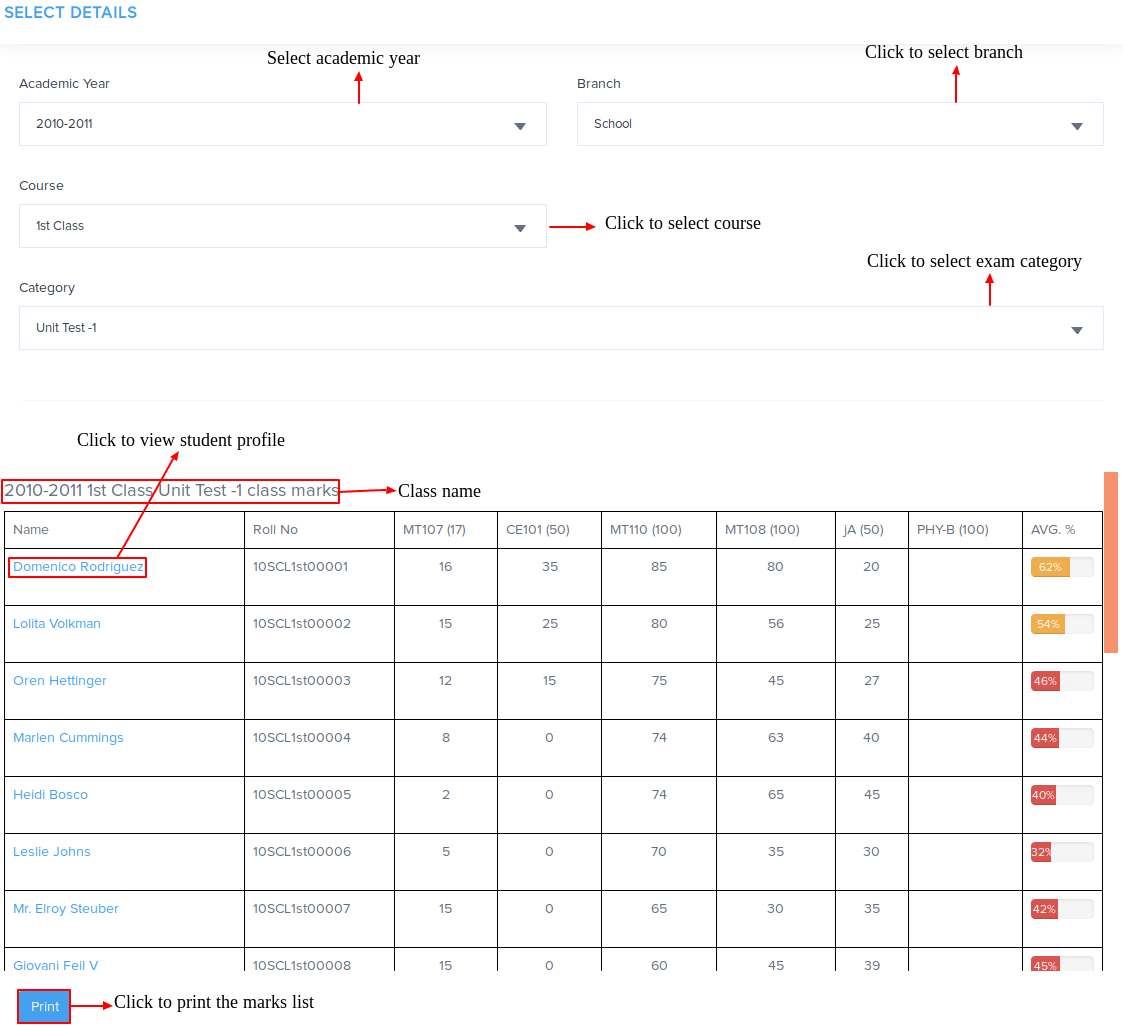 SELECT DETAILS
Select academic year
Click to select branch
Academic Year
Branch
2010-2011
School
Course
1st Class
Click to select course
Click to select exam category
Category
Unit Test -1
Click to view student profile
2010-2011 1st Class Unit Test -1 class marks
Class name
Name Roll No MT107 (17) CE101 (50) MT110 (100) MT108 (100) jA (50) PHY-B (100) AVG. %
Domenico Rodriguez 10SCL1st00001 16 35 85 80 20 62%
Lolita Volkman 10SCL1st00002 15 25 80 56 25 54%
Oren Hettinger 10SCL1st00003 12 15 75 45 27 46%
Marlen Cummings 10SCL1st00004 8 0 74 63 40 44%
Heidi Bosco 10SCL1st00005 2 0 74 65 45 40%
Leslie Johns 10SCL1st00006 5 0 70 35 30 32%
Mr. Elroy Steuber 10SCL1st00007 15 0 65 30 35 42%
Giovani Feil V 10SCL1st00008 15 0 60 45 39 45%
Print
Click to print the marks list